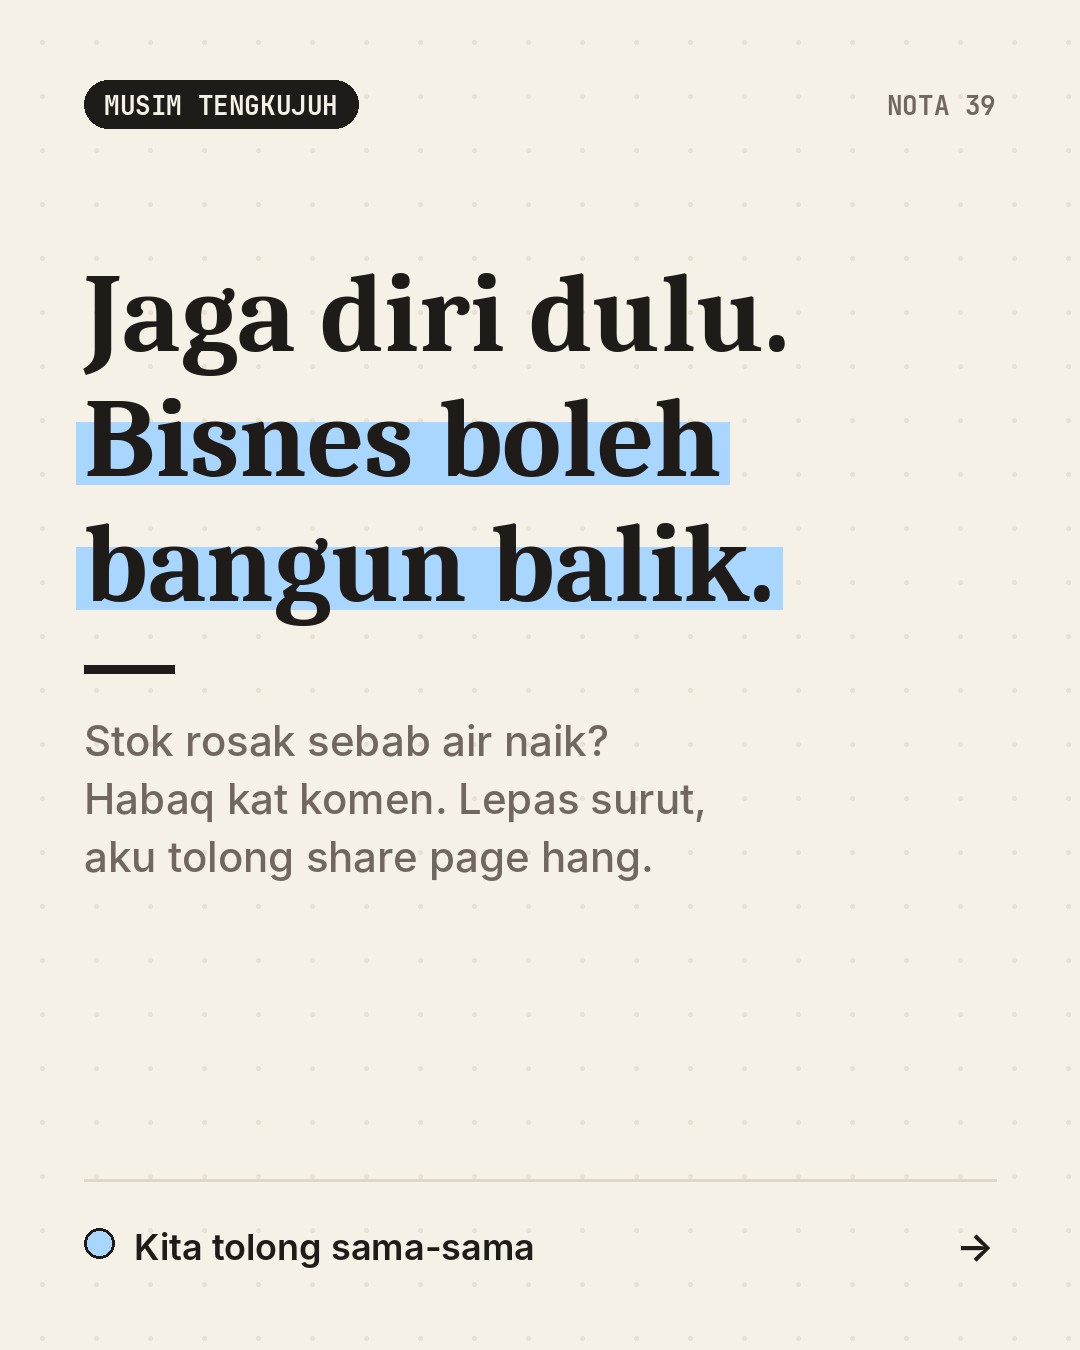 MUSIM TENGKUJUH
NOTA 39
Jaga diri dulu.
Bisnes boleh
bangun balik.
Stok rosak sebab air naik?
Habaq kat komen. Lepas surut,
aku tolong share page hang.
Kita tolong sama-sama
→